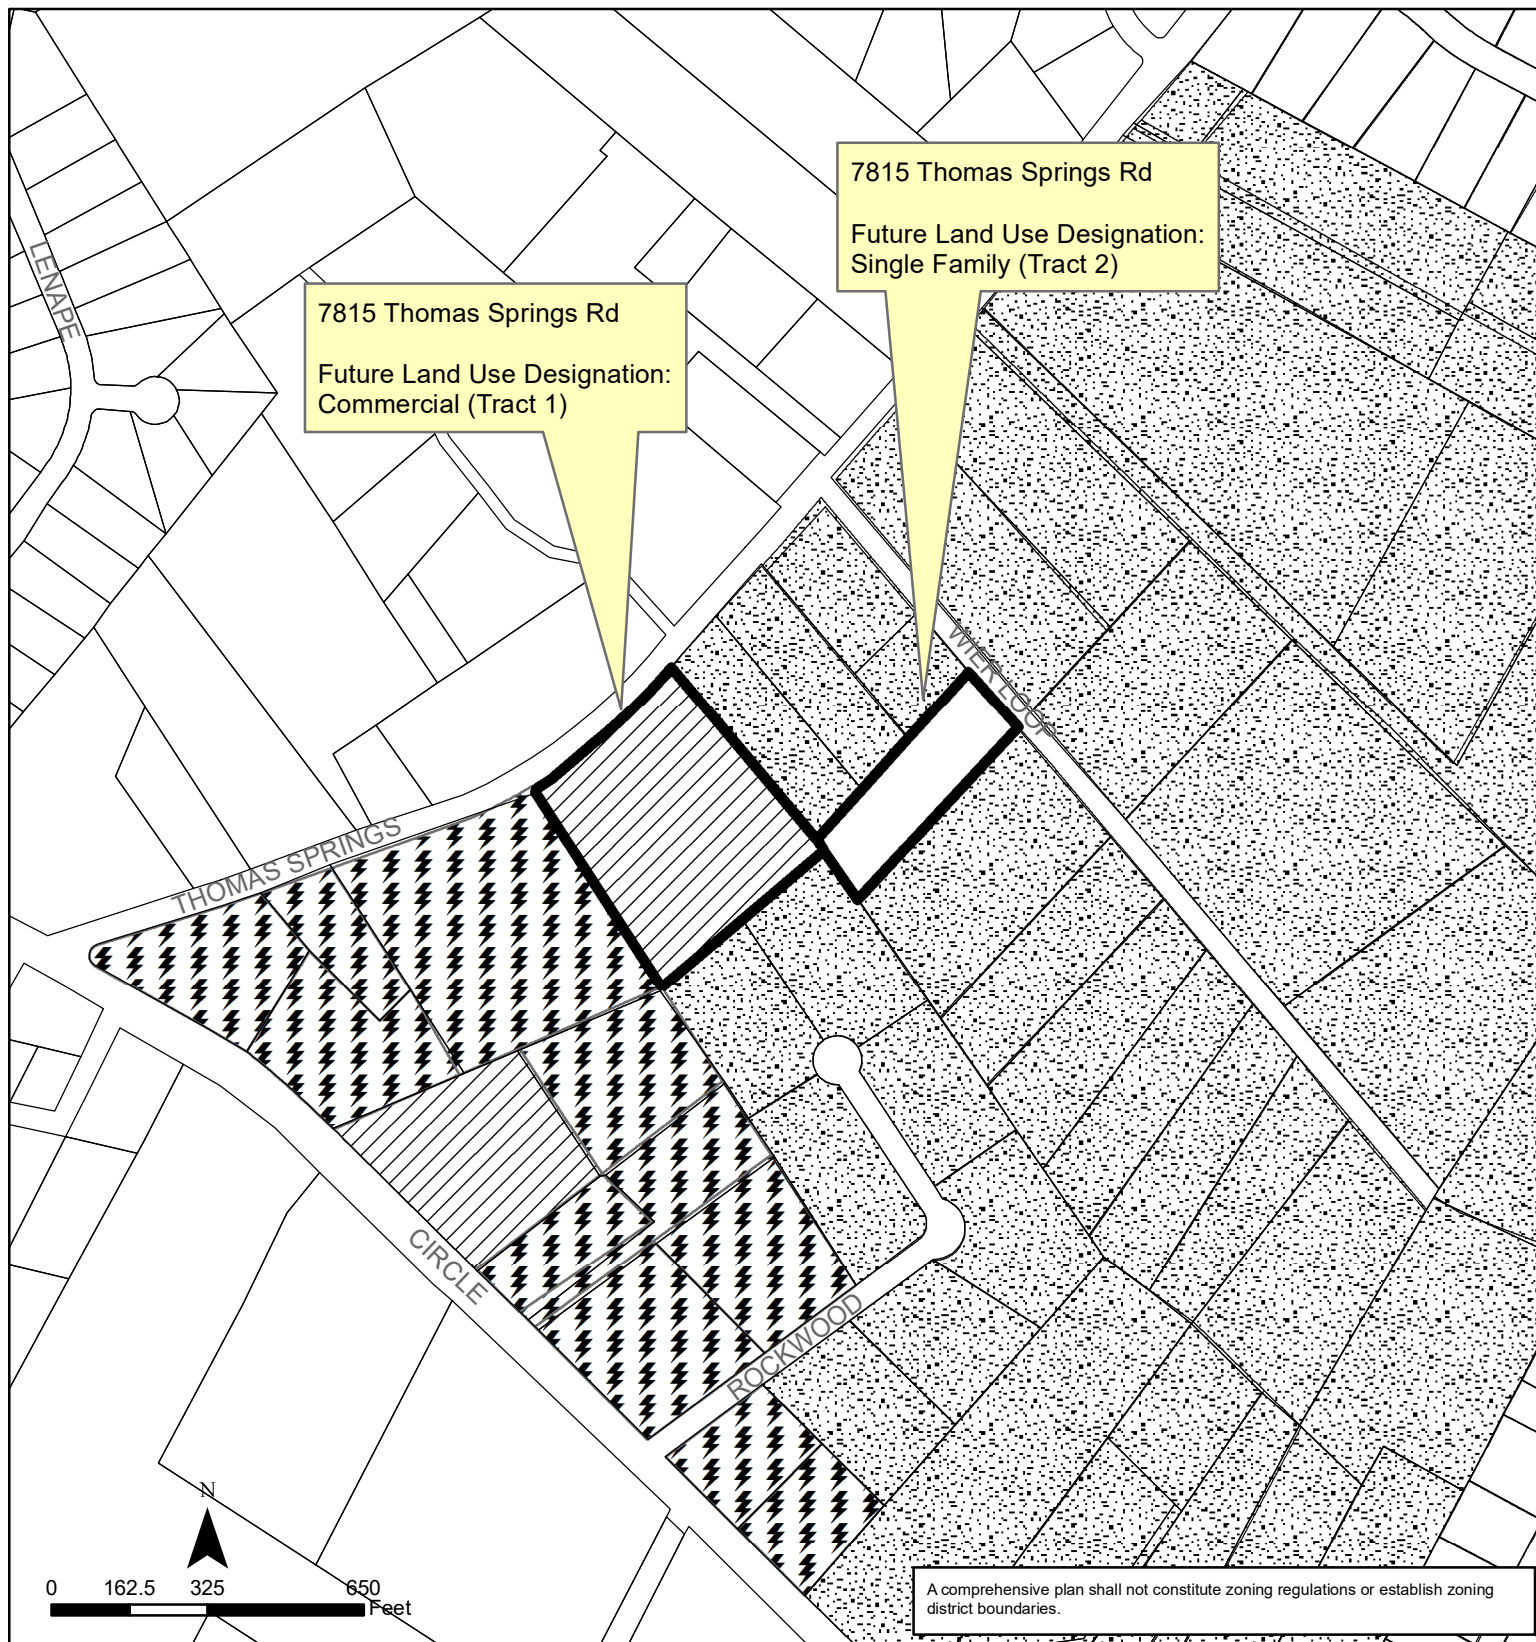 7815 Thomas Springs Rd
Future Land Use Designation:
Single Family (Tract 2)
7815 Thomas Springs Rd
Future Land Use Designation:
Commercial (Tract 1)
LENAPE
WIER LOOP
THOMAS SPRINGS
CIRCLE
ROCKWOOD
N
0 162.5 325 650
Feet
A comprehensive plan shall not constitute zoning regulations or establish zoning
district boundaries.